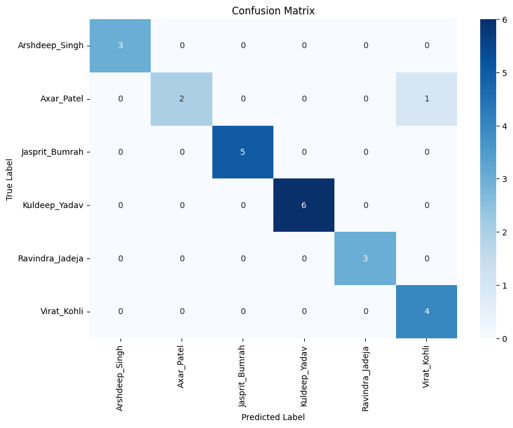 Confusion Matrix
Arshdeep_Singh 3 0 0 0 0 0
Axar_Patel 0 2 0 0 0 1
Jasprit_Bumrah 0 0 5 0 0 0
Kuldeep_Yadav 0 0 0 6 0 0
Ravindra_Jadeja 0 0 0 0 3 0
Virat_Kohli 0 0 0 0 0 4
True Label
Arshdeep_Singh
Axar_Patel
Jasprit_Bumrah
Kuldeep_Yadav
Ravindra_Jadeja
Virat_Kohli
Predicted Label
6
5
4
3
2
1
0